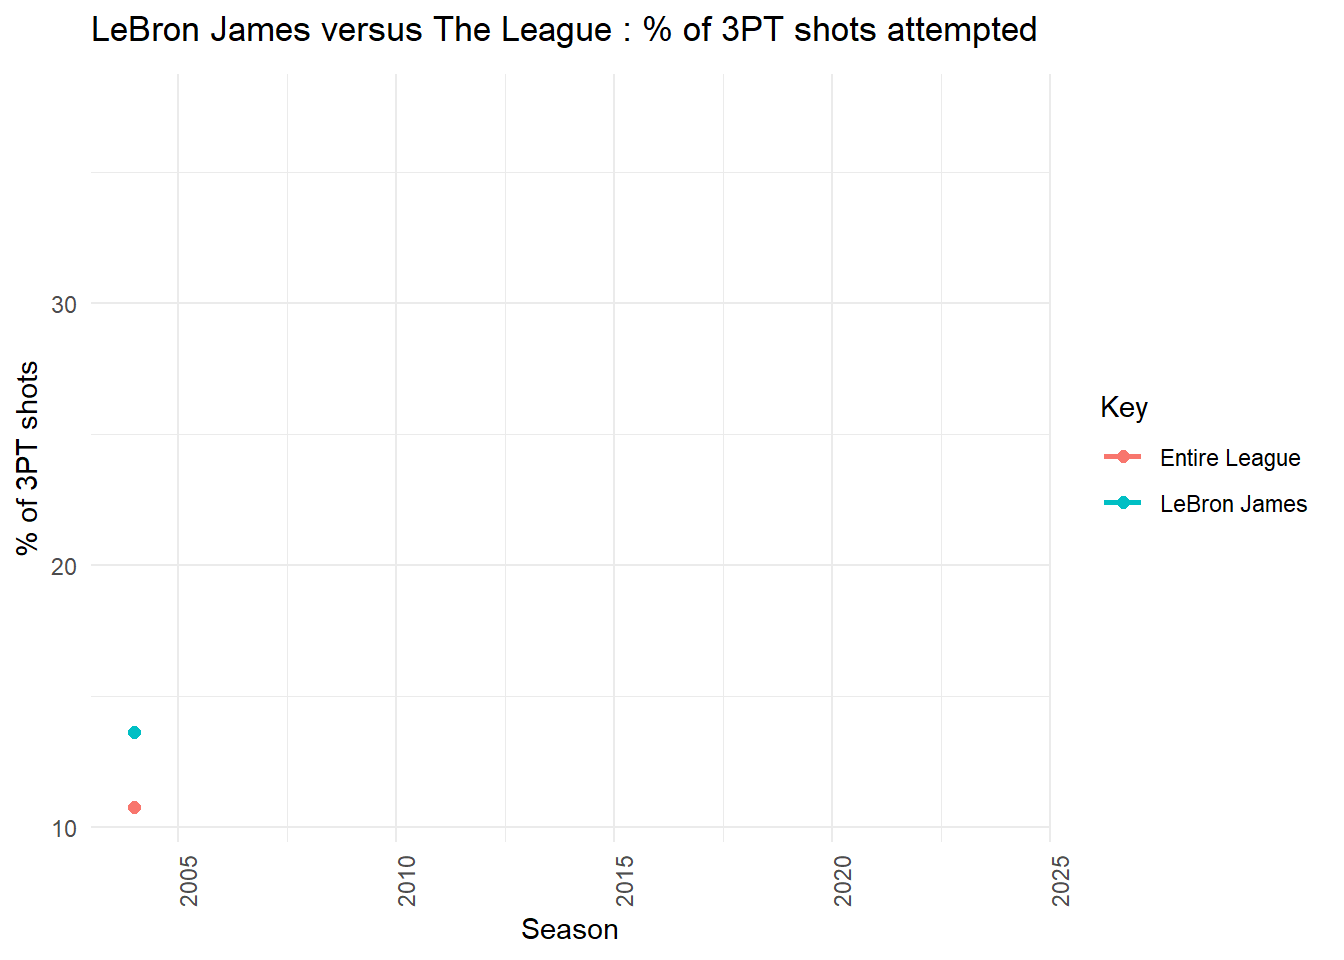 LeBron James versus The League : % of 3PT shots attempted
% of 3PT shots
30
20
10
2005
2010
2015
2020
2025
Season
Key
Entire League
LeBron James